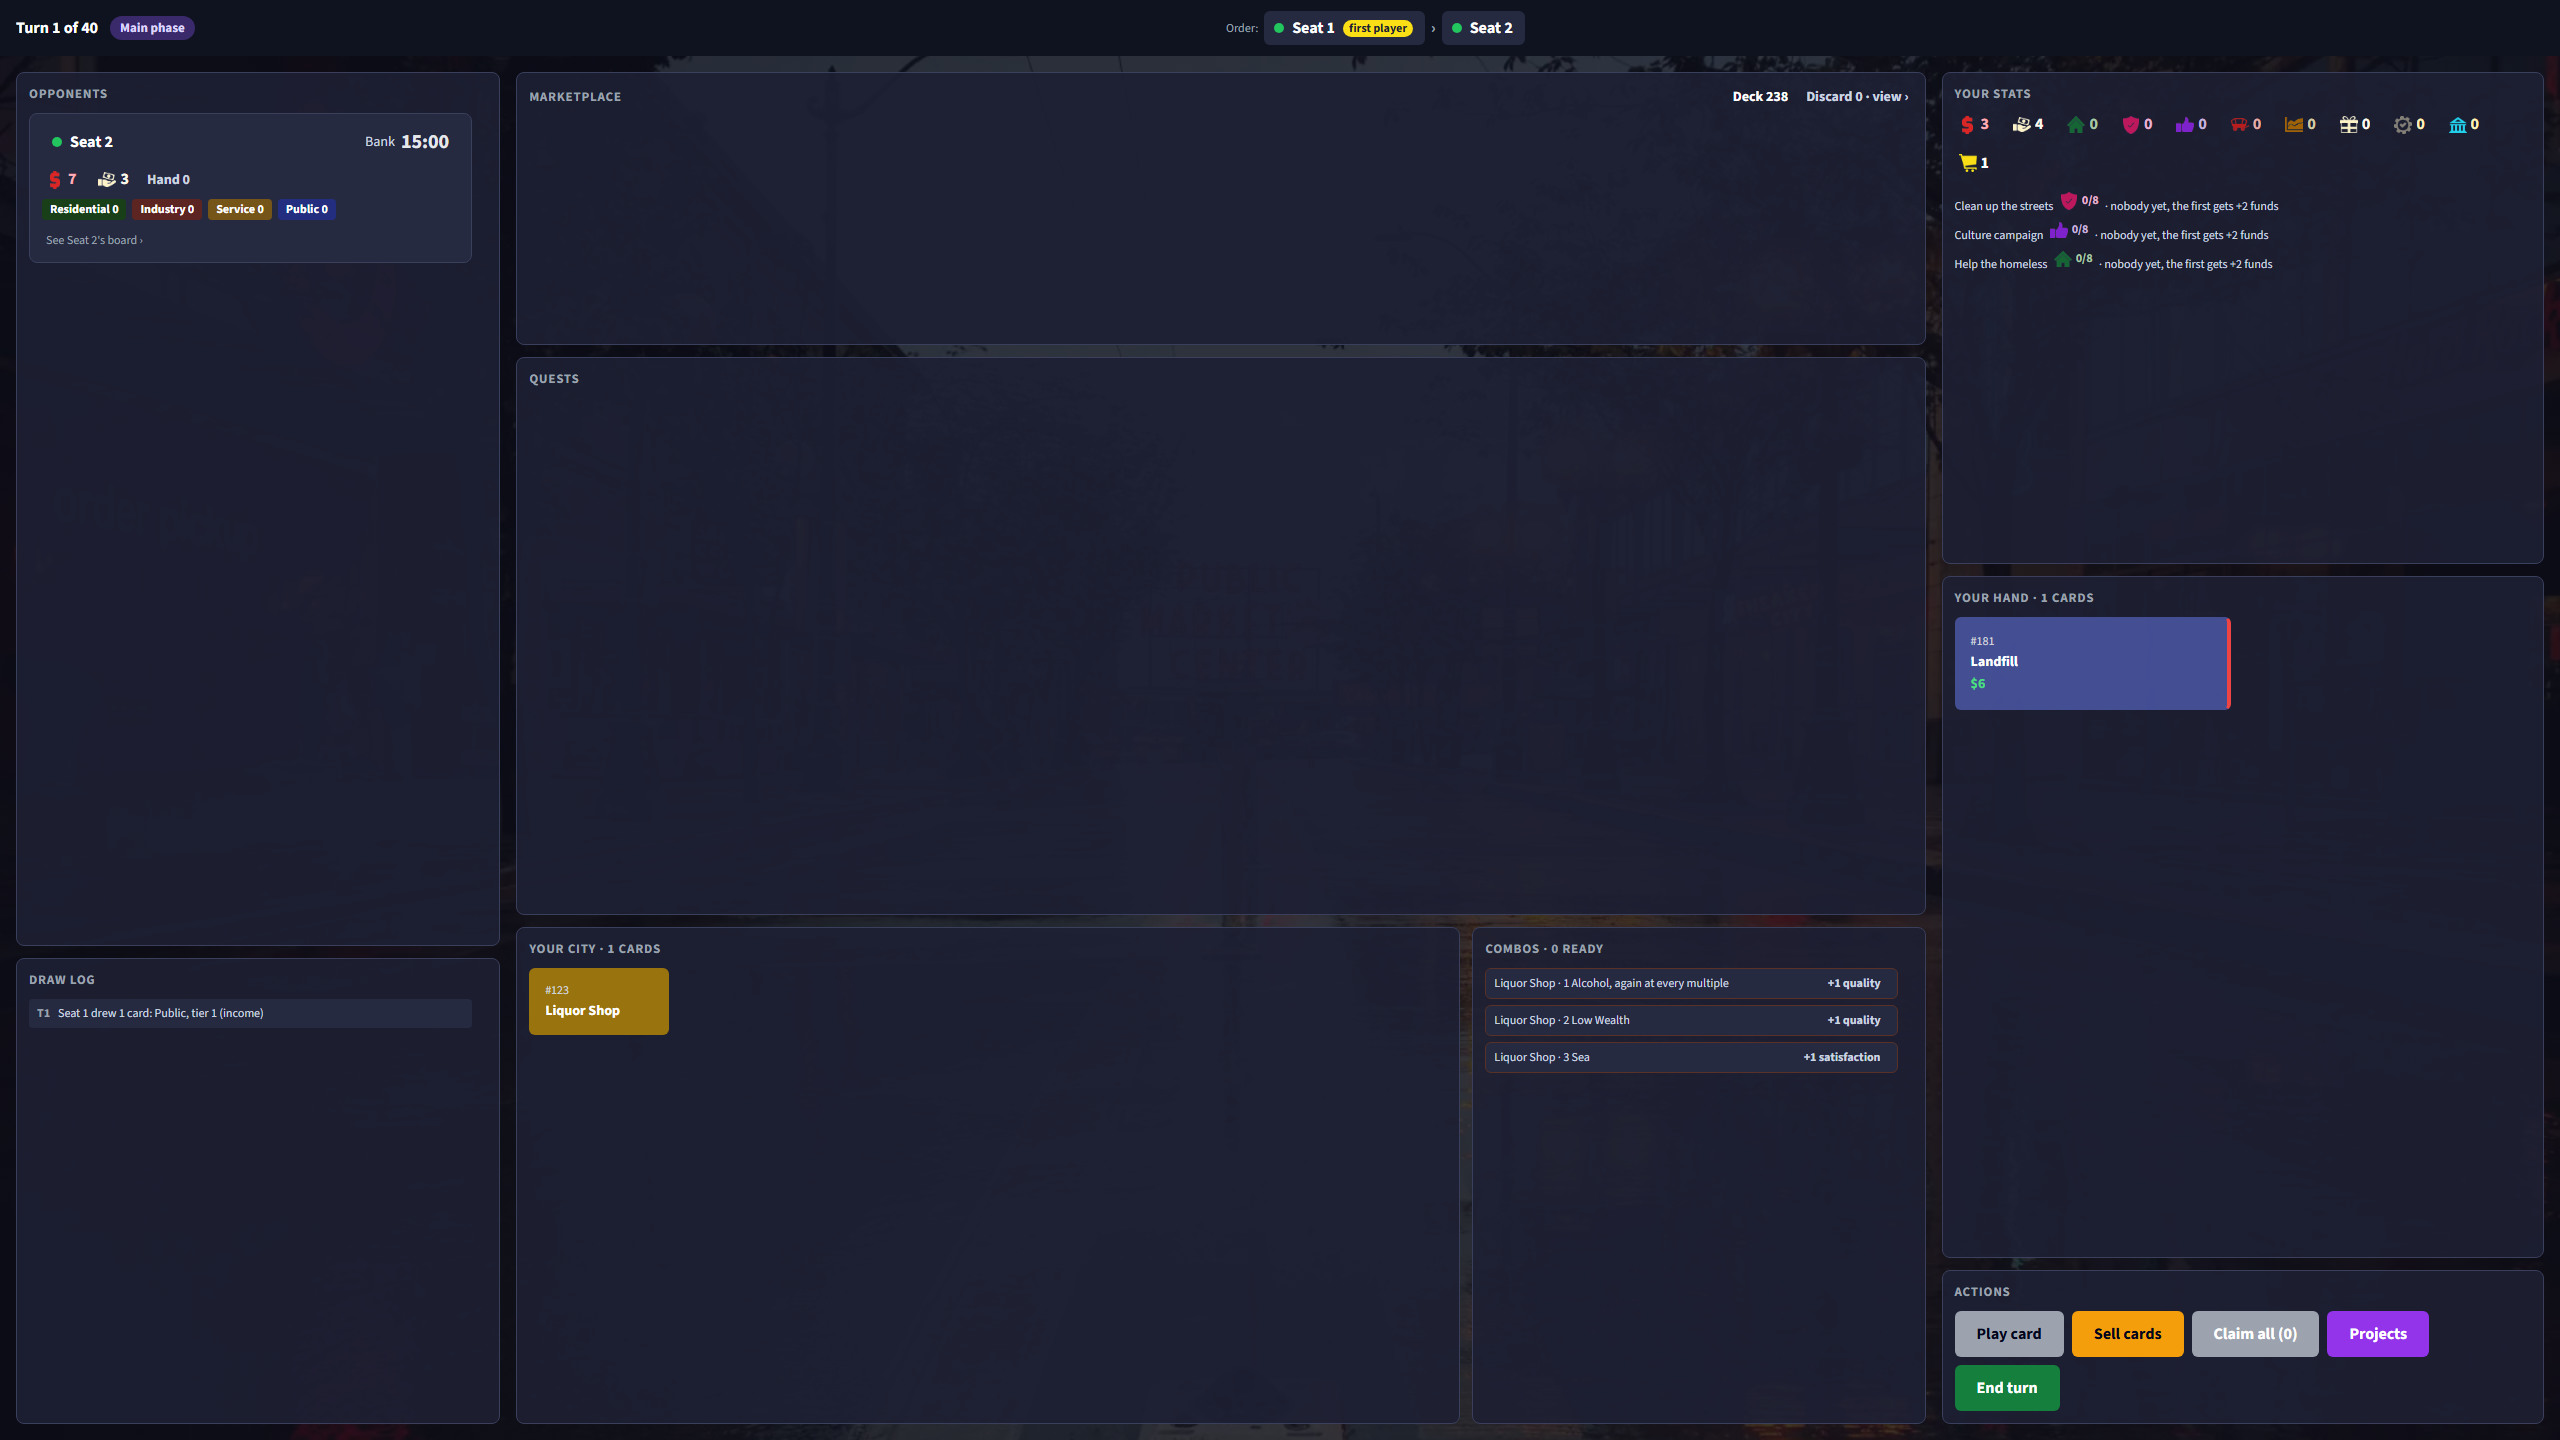 Turn 1 of 40 Main phase
Order: Seat 1 first player › Seat 2
OPPONENTS
Seat 2 Bank 15:00
7 3 Hand 0
Residential 0 Industry 0 Service 0 Public 0
See Seat 2's board ›
DRAW LOG
T1 Seat 1 drew 1 card: Public, tier 1 (income)
MARKETPLACE Deck 238 Discard 0 · view ›
QUESTS
YOUR CITY · 1 CARDS
#123
Liquor Shop
COMBOS · 0 READY
Liquor Shop · 1 Alcohol, again at every multiple +1 quality
Liquor Shop · 2 Low Wealth +1 quality
Liquor Shop · 3 Sea +1 satisfaction
YOUR STATS
3 4 0 0 0 0 0 0 0 0
1
Clean up the streets 0/8 · nobody yet, the first gets +2 funds
Culture campaign 0/8 · nobody yet, the first gets +2 funds
Help the homeless 0/8 · nobody yet, the first gets +2 funds
YOUR HAND · 1 CARDS
#181
Landfill
$6
ACTIONS
Play card Sell cards Claim all (0) Projects
End turn